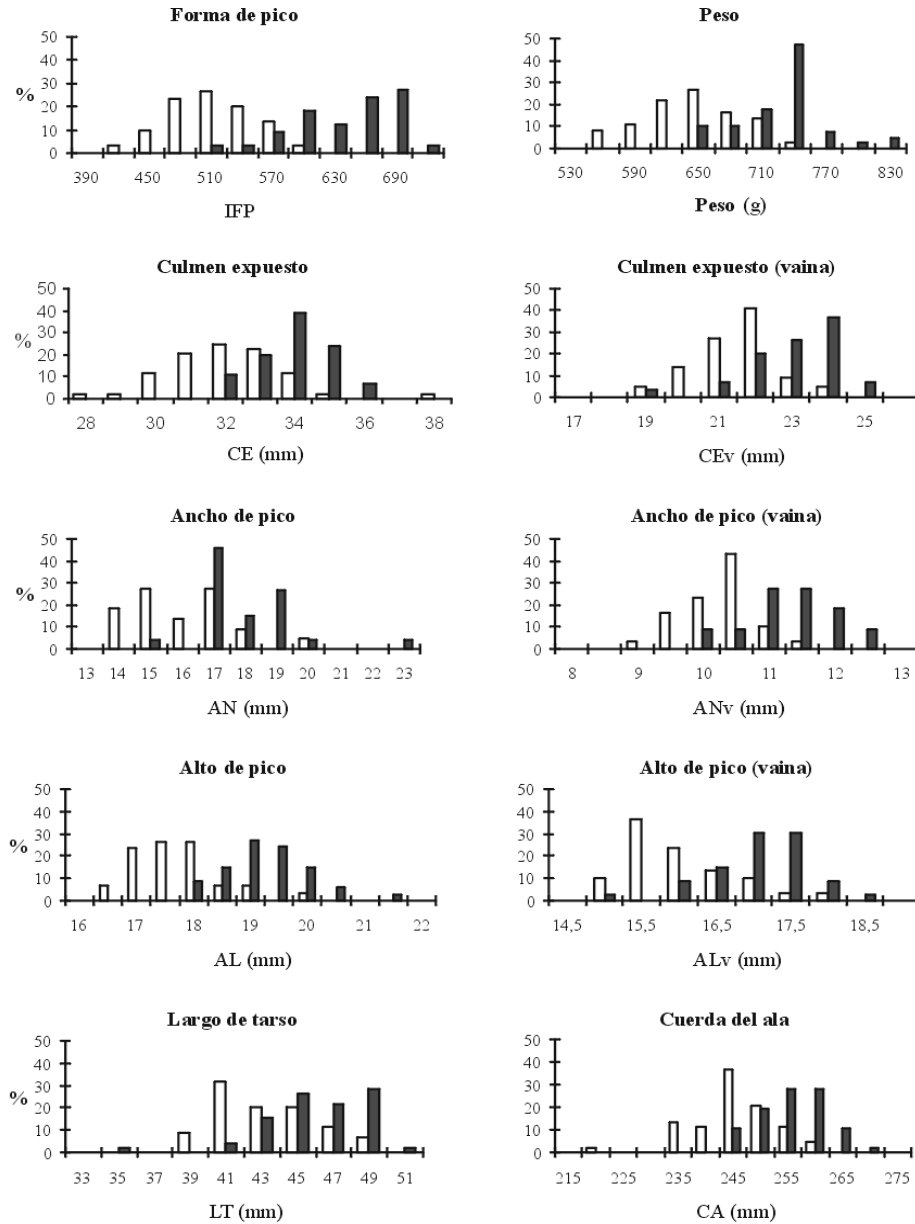 Forma de pico
50
40
30
20
10
0
%
390 450 510 570 630 690
IFP
Peso
50
40
30
20
10
0
530 590 650 710 770 830
Peso (g)
Culmen expuesto
50
40
30
20
10
0
%
28 30 32 34 36 38
CE (mm)
Culmen expuesto (vaina)
50
40
30
20
10
0
17 19 21 23 25
CEv (mm)
Ancho de pico
50
40
30
20
10
0
%
13 14 15 16 17 18 19 20 21 22 23
AN (mm)
Ancho de pico (vaina)
50
40
30
20
10
0
8 9 10 11 12 13
ANv (mm)
Alto de pico
50
40
30
20
10
0
%
16 17 18 19 20 21 22
AL (mm)
Alto de pico (vaina)
50
40
30
20
10
0
14,5 15,5 16,5 17,5 18,5
ALv (mm)
Largo de tarso
50
40
30
20
10
0
%
33 35 37 39 41 43 45 47 49 51
LT (mm)
Cuerda del ala
50
40
30
20
10
0
215 225 235 245 255 265 275
CA (mm)